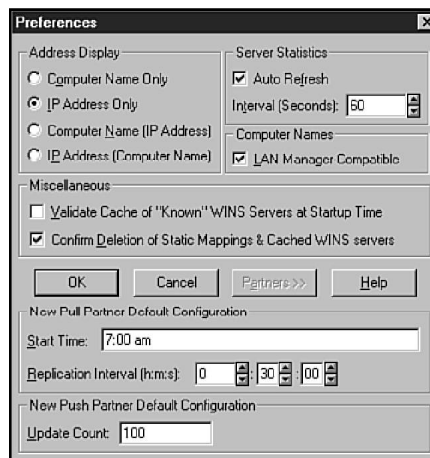 Preferences
Address Display
Computer Name Only
IP Address Only
Computer Name (IP Address)
IP Address (Computer Name)
Server Statistics
Auto Refresh
Interval (Seconds): 60
Computer Names
LAN Manager Compatible
Miscellaneous
Validate Cache of "Known" WINS Servers at Startup Time
Confirm Deletion of Static Mappings & Cached WINS servers
OK Cancel Partners >> Help
New Pull Partner Default Configuration
Start Time: 7:00 am
Replication Interval (h:m:s): 0 : 30 : 00
New Push Partner Default Configuration
Update Count: 100